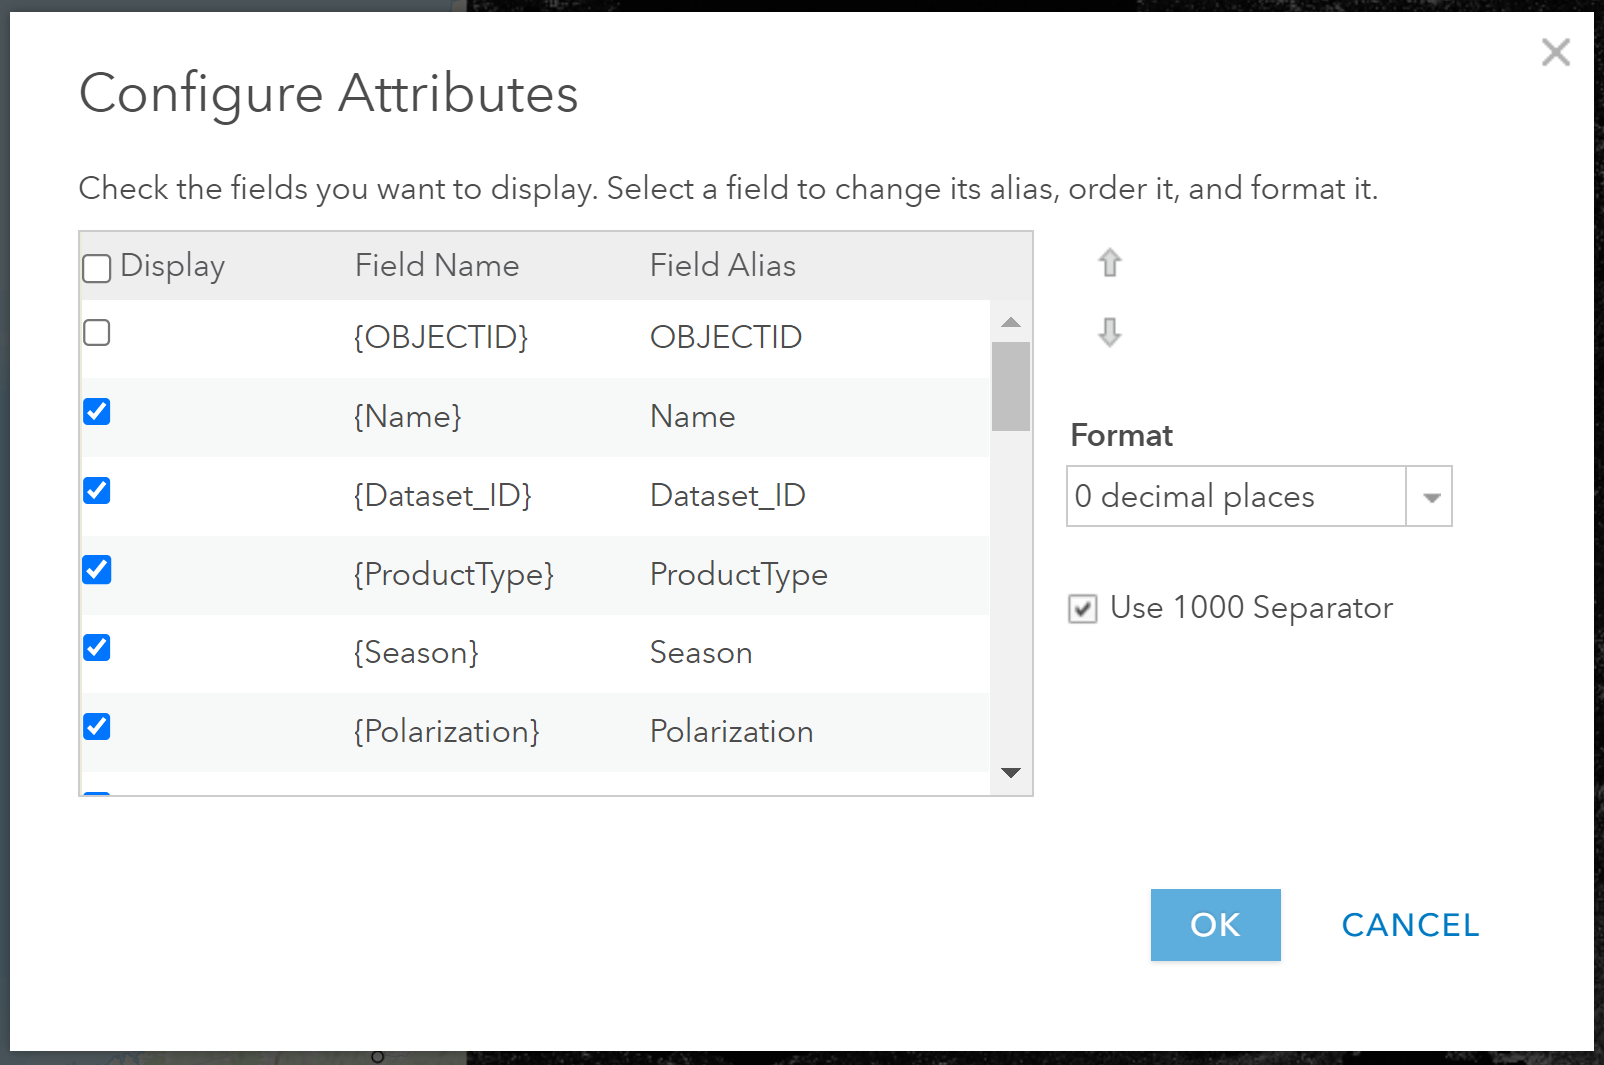 Configure Attributes
Check the fields you want to display. Select a field to change its alias, order it, and format it.
Display Field Name Field Alias
{OBJECTID} OBJECTID
{Name} Name
{Dataset_ID} Dataset_ID
{ProductType} ProductType
{Season} Season
{Polarization} Polarization
Format
0 decimal places
Use 1000 Separator
OK CANCEL